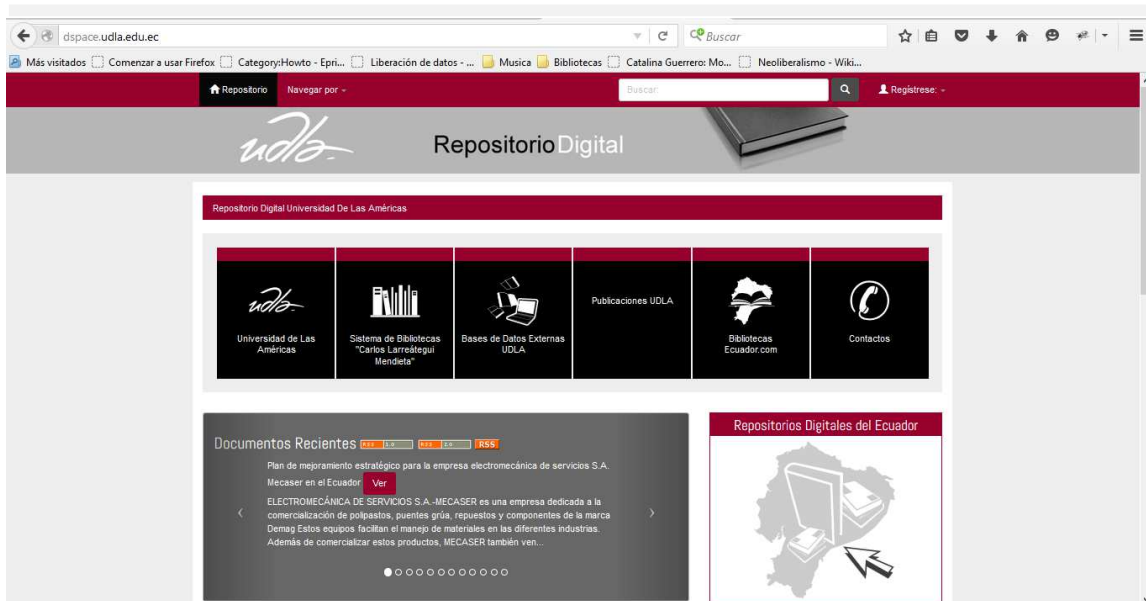 dspace.udla.edu.ec
Buscar
Más visitados Comenzar a usar Firefox Category:Howto - Epri... Liberación de datos - ... Musica Bibliotecas Catalina Guerrero: Mo... Neoliberalismo - Wiki...
Repositorio Navegar por Buscar Regístrese:
udla- RepositorioDigital
Repositorio Digital Universidad De Las Américas
udla-
Universidad de Las
Américas
Sistema de Bibliotecas
"Carlos Larreátegui
Mendieta"
Bases de Datos Externas
UDLA
Publicaciones UDLA
Bibliotecas
Ecuador.com
Contactos
Documentos Recientes RSS 1.0 RSS RSS
Plan de mejoramiento estratégico para la empresa electromecánica de servicios S.A.
Mecaser en el Ecuador Ver
ELECTROMECÁNICA DE SERVICIOS S.A.-MECASER es una empresa dedicada a la
comercialización de polipastos, puentes grúa, repuestos y componentes de la marca
Demag Estos equipos facilitan el manejo de materiales en las diferentes industrias.
Además de comercializar estos productos, MECASER también ven...
Repositorios Digitales del Ecuador